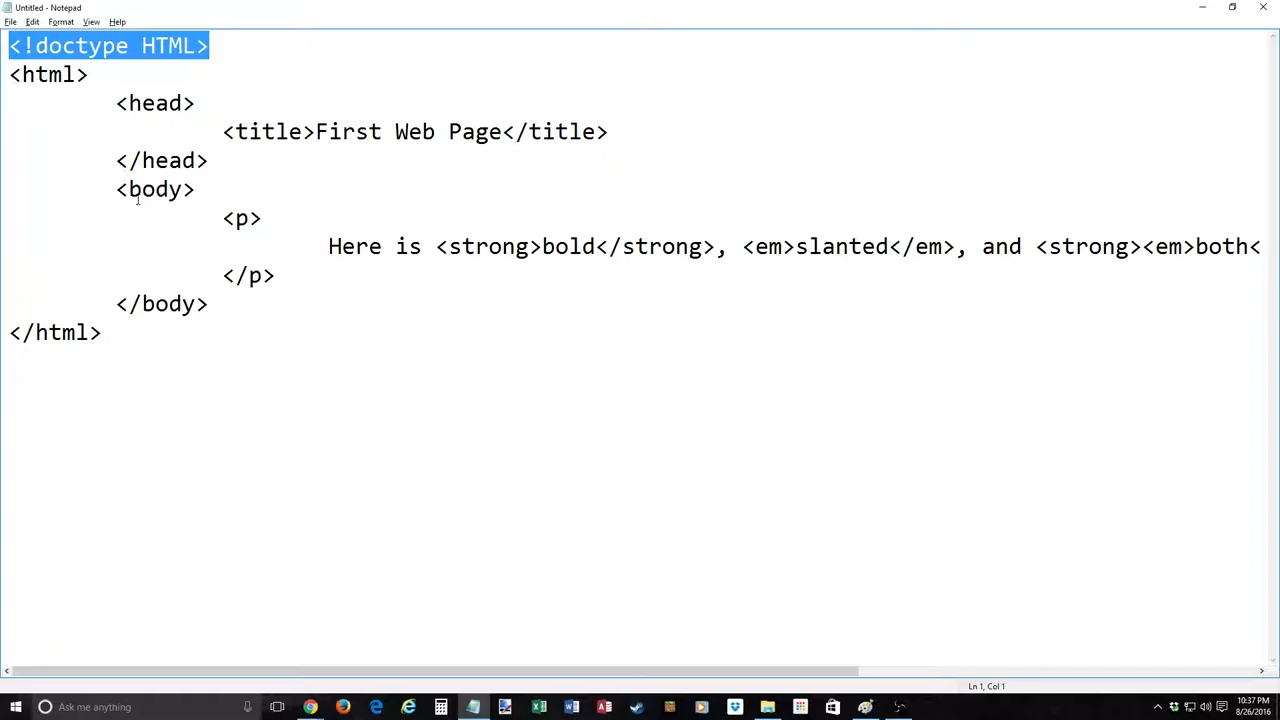 Untitled - Notepad
File Edit Format View Help
<!doctype HTML>
<html>
<head>
<title>First Web Page</title>
</head>
<body>
<p>
Here is <strong>bold</strong>, <em>slanted</em>, and <strong><em>both<
</p>
</body>
</html>
Ln 1, Col 1
Ask me anything
10:37 PM
8/26/2016